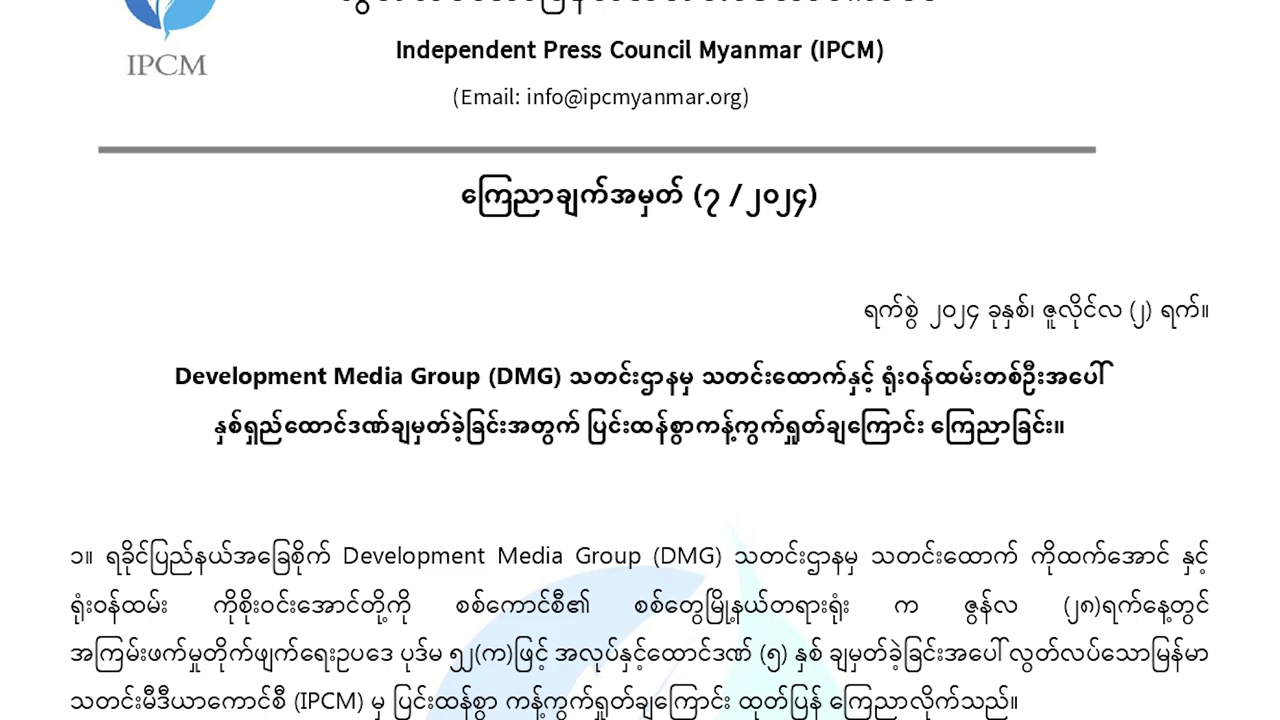 IPCM
Independent Press Council Myanmar (IPCM)
(Email: info@ipcmyanmar.org)
ကြေညာချက်အမှတ် (၇ /၂၀၂၄)
ရက်စွဲ ၂၀၂၄ ခုနှစ်၊ ဇူလိုင်လ (၂) ရက်။
Development Media Group (DMG) သတင်းဌာနမှ သတင်းထောက်နှင့် ရုံးဝန်ထမ်းတစ်ဦးအပေါ်
နှစ်ရှည်ထောင်ဒဏ်ချမှတ်ခဲ့ခြင်းအတွက် ပြင်းထန်စွာကန့်ကွက်ရှုတ်ချကြောင်း ကြေညာခြင်း။
၁။ ရခိုင်ပြည်နယ်အခြေစိုက် Development Media Group (DMG) သတင်းဌာနမှ သတင်းထောက် ကိုထက်အောင် နှင့်
ရုံးဝန်ထမ်း ကိုစိုးဝင်းအောင်တို့ကို စစ်ကောင်စီ၏ စစ်တွေမြို့နယ်တရားရုံး က ဇွန်လ (၂၈)ရက်နေ့တွင်
အကြမ်းဖက်မှုတိုက်ဖျက်ရေးဥပဒေ ပုဒ်မ ၅၂(က)ဖြင့် အလုပ်နှင့်ထောင်ဒဏ် (၅) နှစ် ချမှတ်ခဲ့ခြင်းအပေါ် လွတ်လပ်သောမြန်မာ
သတင်းမီဒီယာကောင်စီ (IPCM) မှ ပြင်းထန်စွာ ကန့်ကွက်ရှုတ်ချကြောင်း ထုတ်ပြန် ကြေညာလိုက်သည်။